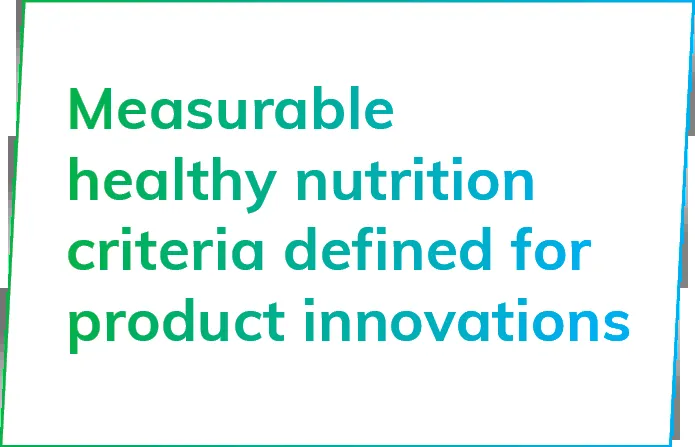 Measurable
healthy nutrition
criteria defined for
product innovations